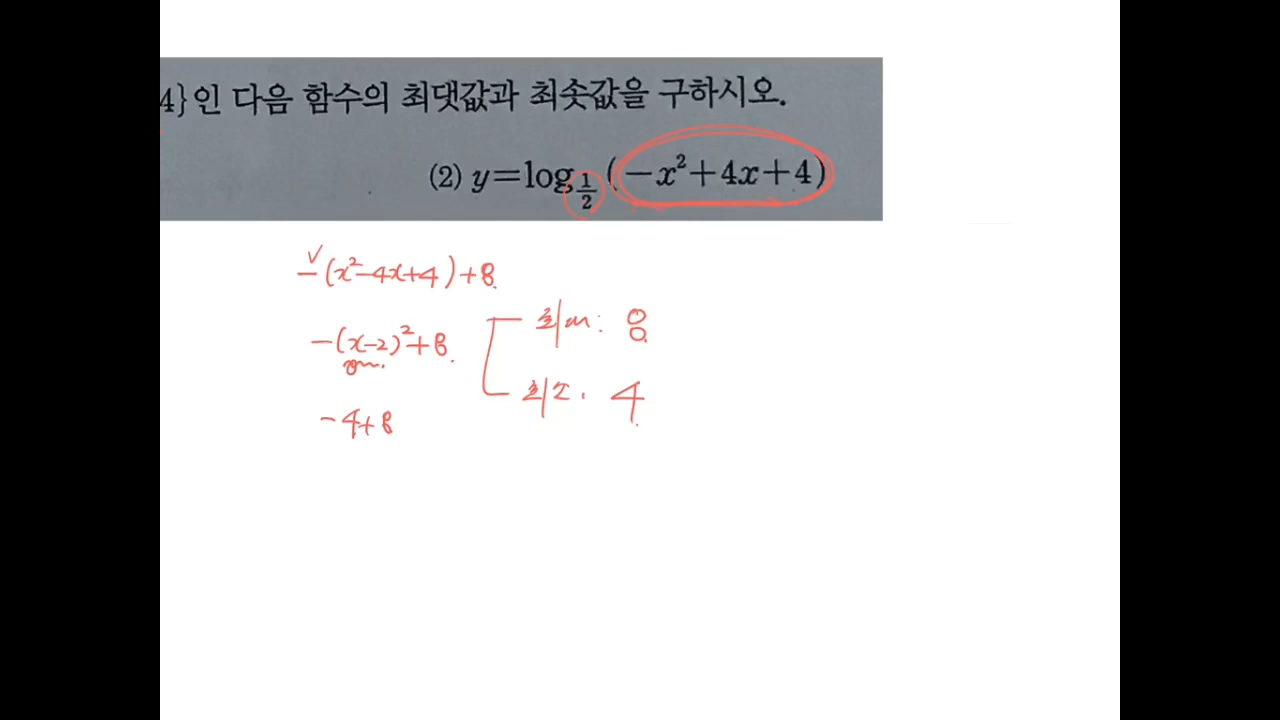 4}인 다음 함수의 최댓값과 최솟값을 구하시오.
(2) y=log_{1/2}(-x²+4x+4)
-(x²-4x+4)+8.
-(x-2)²+8.
최대: 8
최소. 4
-4+8